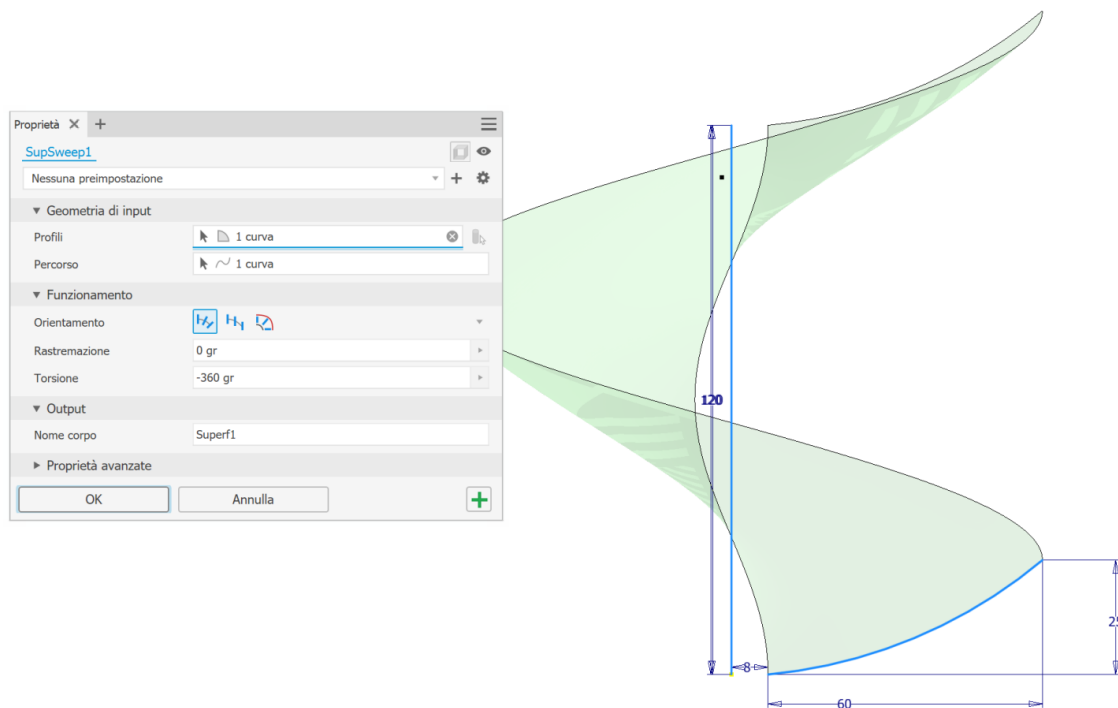 Proprietà
SupSweep1
Nessuna preimpostazione
Geometria di input
Profili 1 curva
Percorso 1 curva
Funzionamento
Orientamento
Rastremazione 0 gr
Torsione -360 gr
Output
Nome corpo Superf1
Proprietà avanzate
OK Annulla
120
8
60